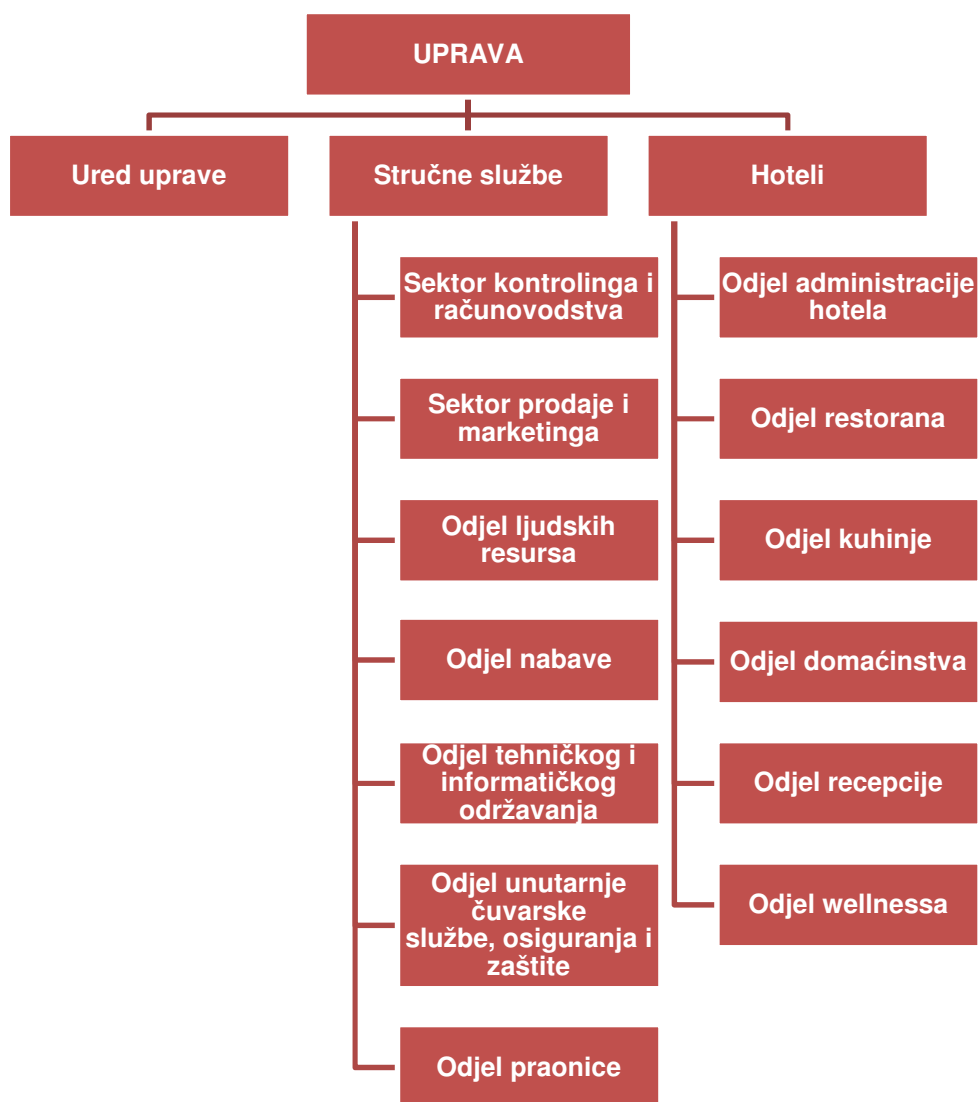 UPRAVA
Ured uprave
Stručne službe
Hoteli
Sektor kontrolinga i
računovodstva
Sektor prodaje i
marketinga
Odjel ljudskih
resursa
Odjel nabave
Odjel tehničkog i
informatičkog
održavanja
Odjel unutarnje
čuvarske
službe, osiguranja i
zaštite
Odjel praonice
Odjel administracije
hotela
Odjel restorana
Odjel kuhinje
Odjel domaćinstva
Odjel recepcije
Odjel wellnessa